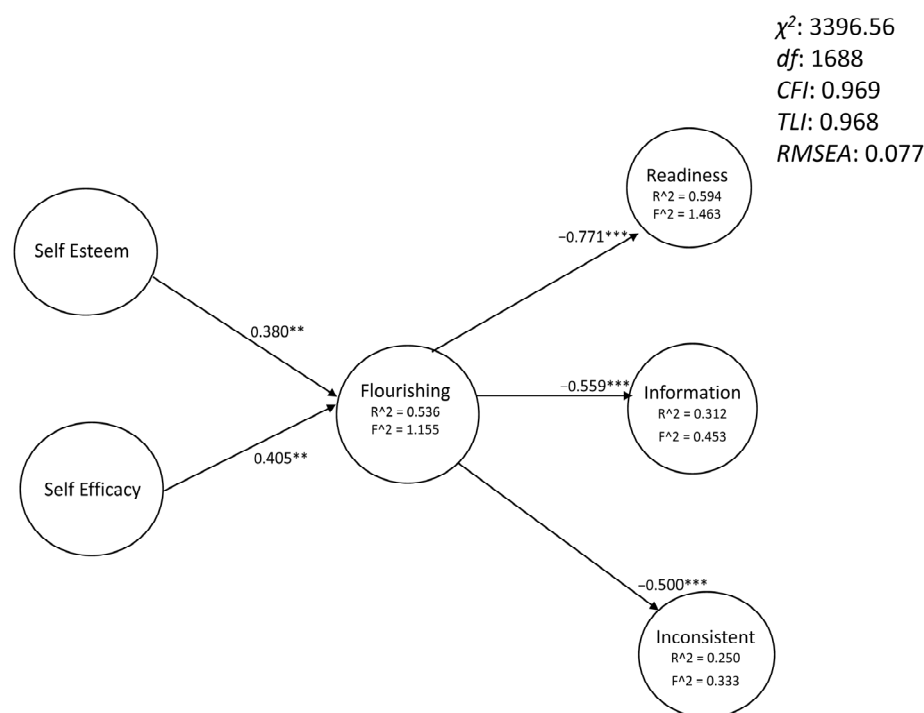 χ²: 3396.56
df: 1688
CFI: 0.969
TLI: 0.968
RMSEA: 0.077
Readiness
R^2 = 0.594
F^2 = 1.463
−0.771***
Self Esteem
0.380**
Flourishing
R^2 = 0.536
F^2 = 1.155
−0.559***
Information
R^2 = 0.312
F^2 = 0.453
0.405**
Self Efficacy
−0.500***
Inconsistent
R^2 = 0.250
F^2 = 0.333